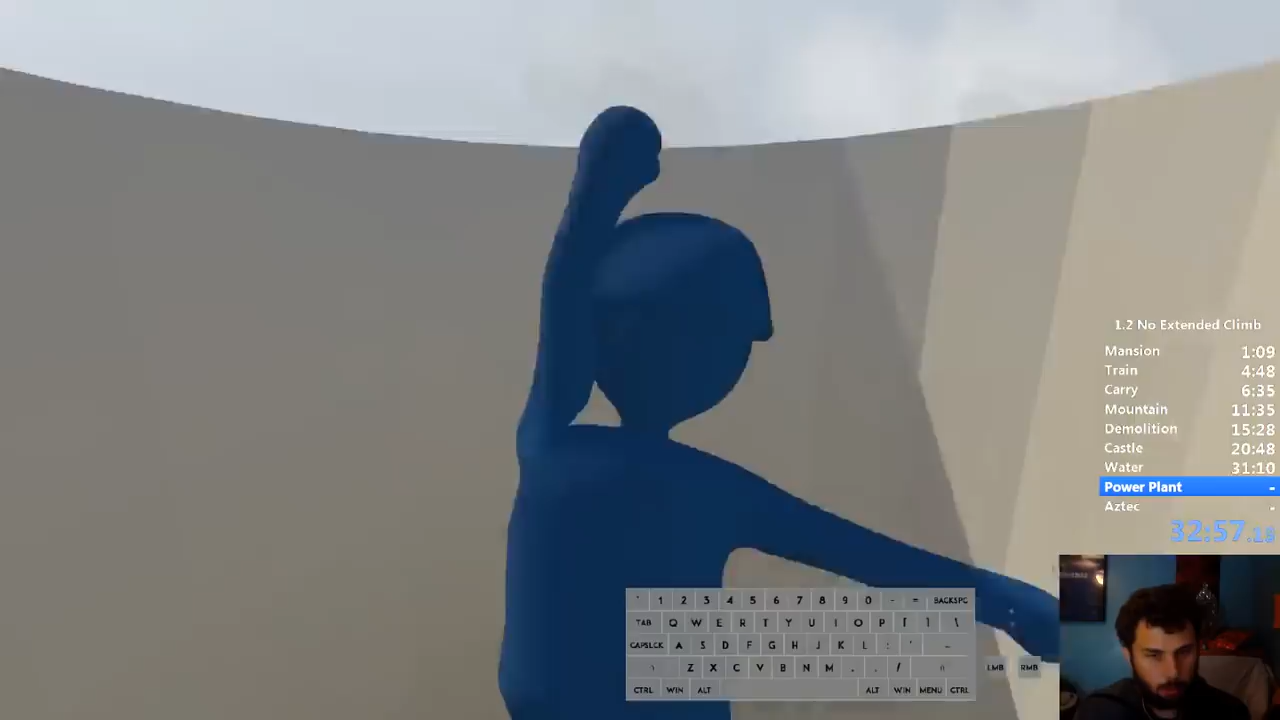 1.2 No Extended Climb
Mansion 1:09
Train 4:48
Carry 6:35
Mountain 11:35
Demolition 15:28
Castle 20:48
Water 31:10
Power Plant -
Aztec -
32:57.18
` 1 2 3 4 5 6 7 8 9 0 - = BACKSPC
TAB Q W E R T Y U I O P [ ] \
CAPSLCK A S D F G H J K L : '
Z X C V B N M . . /
CTRL WIN ALT ALT WIN MENU CTRL
LMB RMB